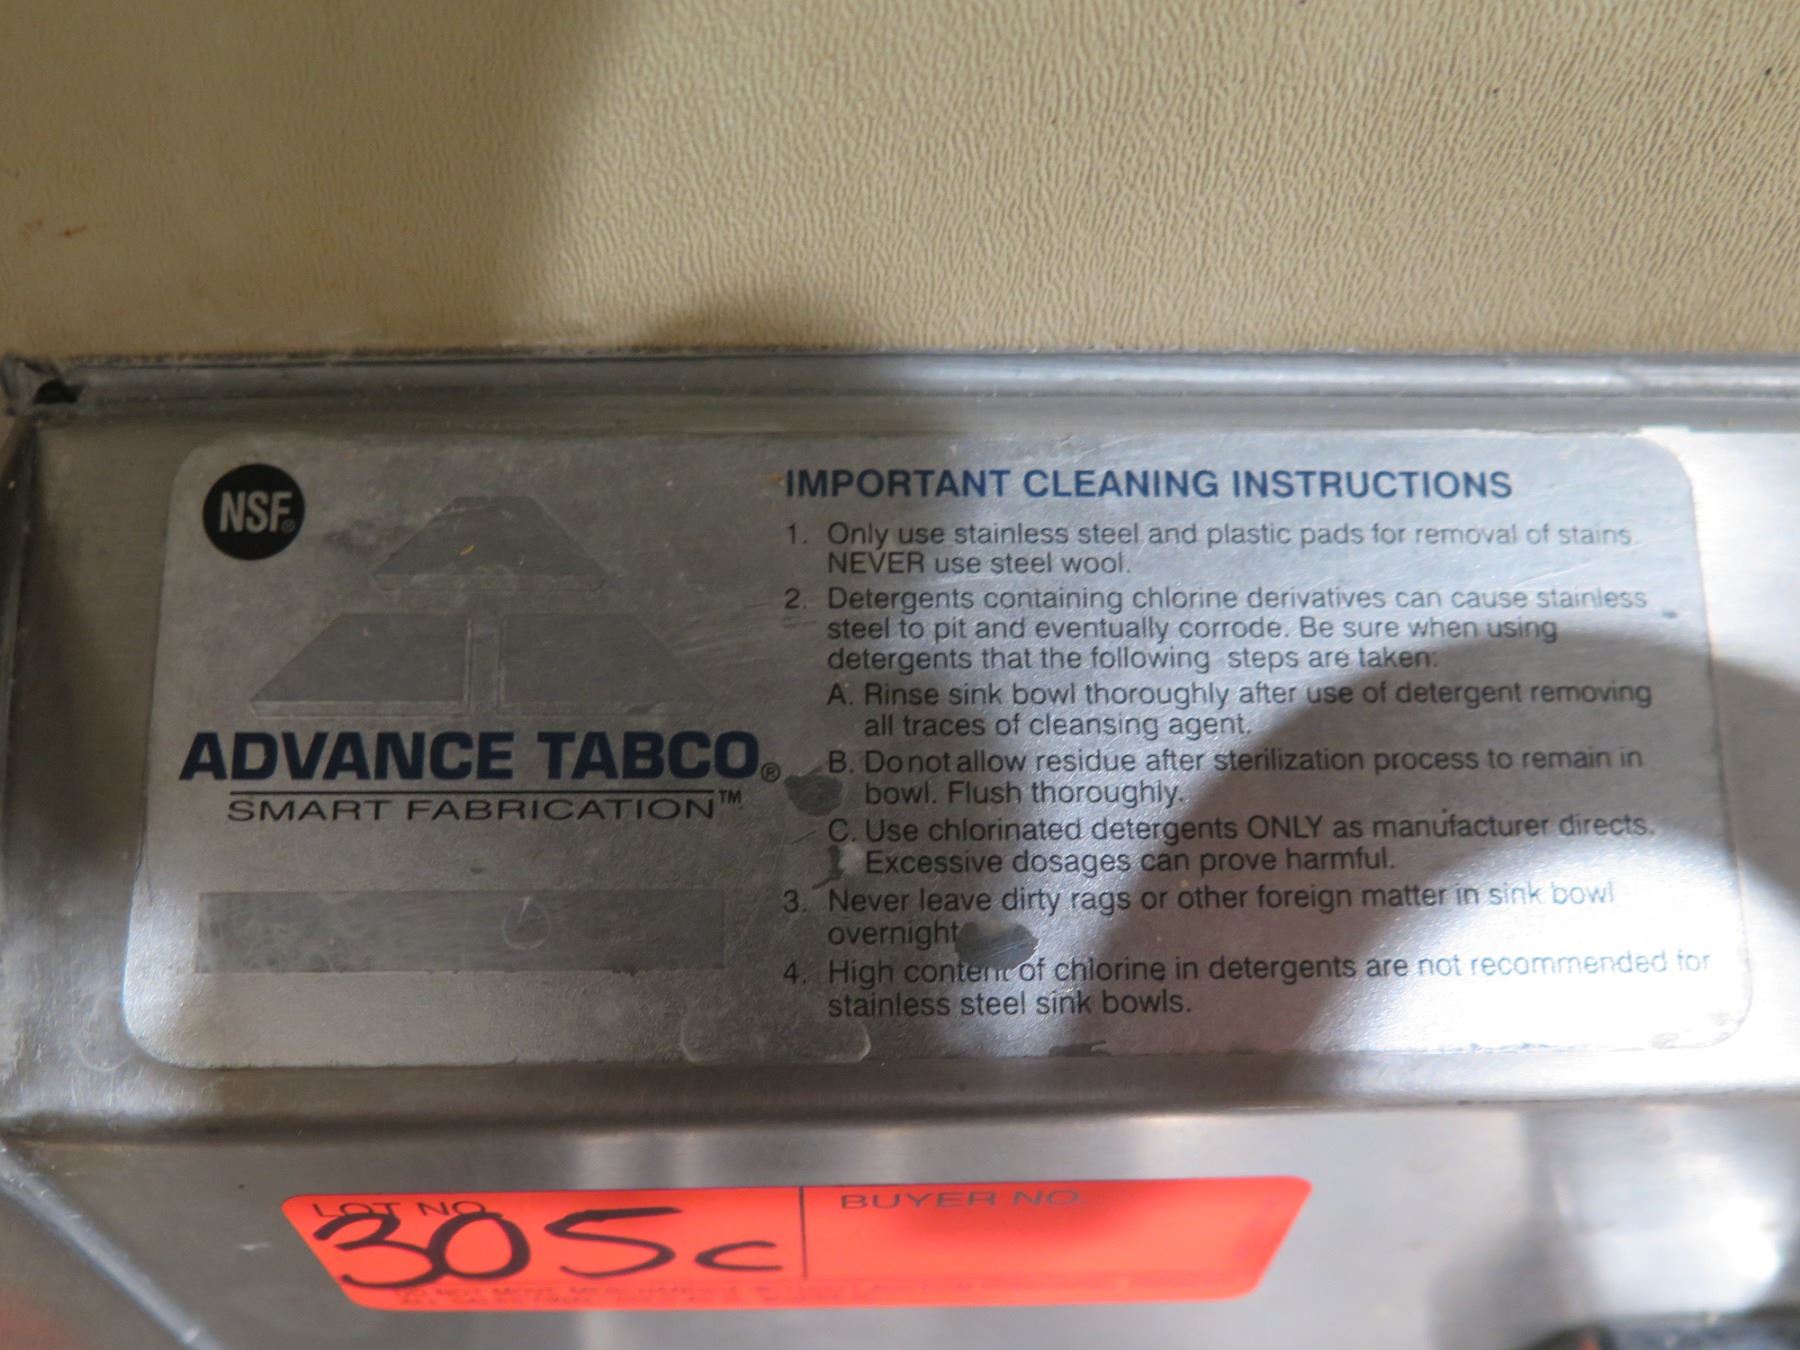 NSF®
ADVANCE TABCO®
SMART FABRICATION™
IMPORTANT CLEANING INSTRUCTIONS
1. Only use stainless steel and plastic pads for removal of stains.
NEVER use steel wool.
2. Detergents containing chlorine derivatives can cause stainless
steel to pit and eventually corrode. Be sure when using
detergents that the following steps are taken:
A. Rinse sink bowl thoroughly after use of detergent removing
all traces of cleansing agent.
B. Do not allow residue after sterilization process to remain in
bowl. Flush thoroughly.
C. Use chlorinated detergents ONLY as manufacturer directs.
Excessive dosages can prove harmful.
3. Never leave dirty rags or other foreign matter in sink bowl
overnight
4. High content of chlorine in detergents are not recommended for
stainless steel sink bowls.
LOT NO.
305c
BUYER NO.